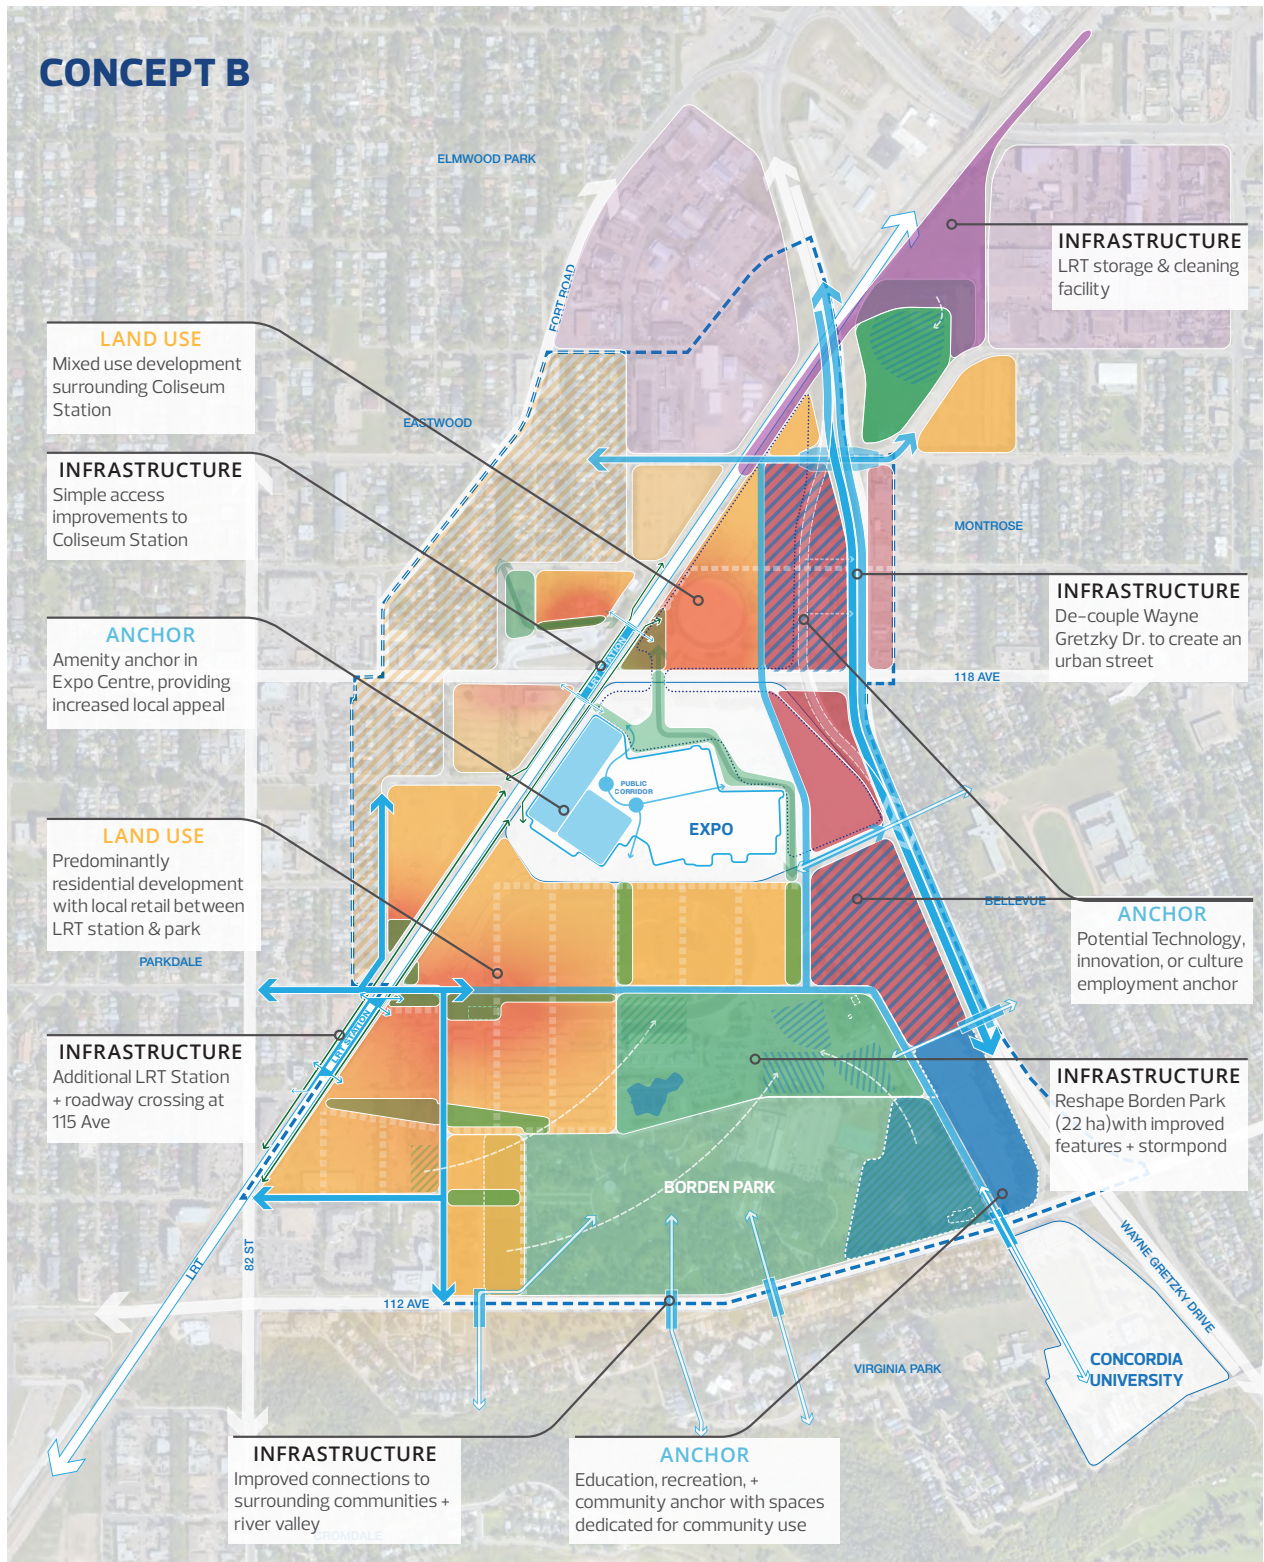 CONCEPT B
ELMWOOD PARK
FORT ROAD
INFRASTRUCTURE
LRT storage & cleaning
facility
LAND USE
Mixed use development
surrounding Coliseum
Station
EASTWOOD
INFRASTRUCTURE
Simple access
improvements to
Coliseum Station
MONTROSE
INFRASTRUCTURE
De-couple Wayne
Gretzky Dr. to create an
urban street
ANCHOR
Amenity anchor in
Expo Centre, providing
increased local appeal
LRT STATION
118 AVE
PUBLIC
CORRIDOR
EXPO
LAND USE
Predominantly
residential development
with local retail between
LRT station & park
BELLEVUE
ANCHOR
Potential Technology,
innovation, or culture
employment anchor
PARKDALE
S
LRT STATION
INFRASTRUCTURE
Additional LRT Station
+ roadway crossing at
115 Ave
INFRASTRUCTURE
Reshape Borden Park
(22 ha)with improved
features + stormpond
BORDEN PARK
LRT
82 ST
WAYNE GRETZKY DRIVE
112 AVE
VIRGINIA PARK
CONCORDIA
UNIVERSITY
INFRASTRUCTURE
Improved connections to
surrounding communities +
river valley
CROMDALE
ANCHOR
Education, recreation, +
community anchor with spaces
dedicated for community use